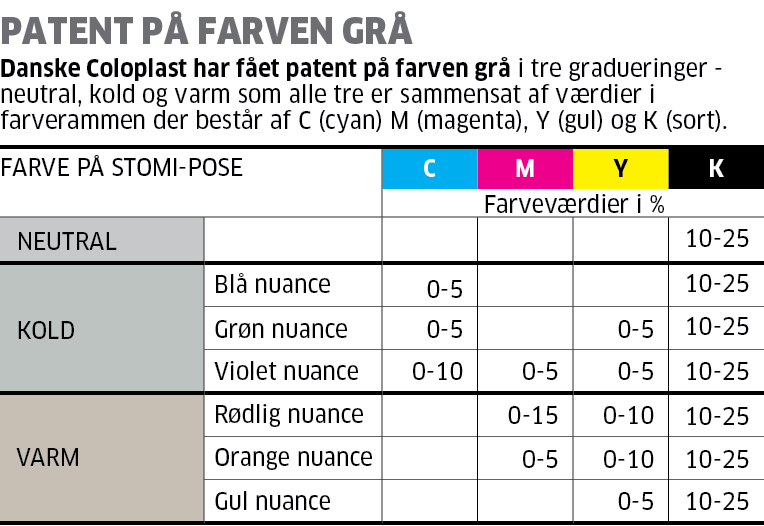 PATENT PÅ FARVEN GRÅ
Danske Coloplast har fået patent på farven grå i tre gradueringer -
neutral, kold og varm som alle tre er sammensat af værdier i
farverammen der består af C (cyan) M (magenta), Y (gul) og K (sort).
FARVE PÅ STOMI-POSE C M Y K
Farveværdier i %
NEUTRAL 10-25
Blå nuance 0-5 10-25
KOLD Grøn nuance 0-5 0-5 10-25
Violet nuance 0-10 0-5 0-5 10-25
Rødlig nuance 0-15 0-10 10-25
VARM Orange nuance 0-5 0-10 10-25
Gul nuance 0-5 10-25